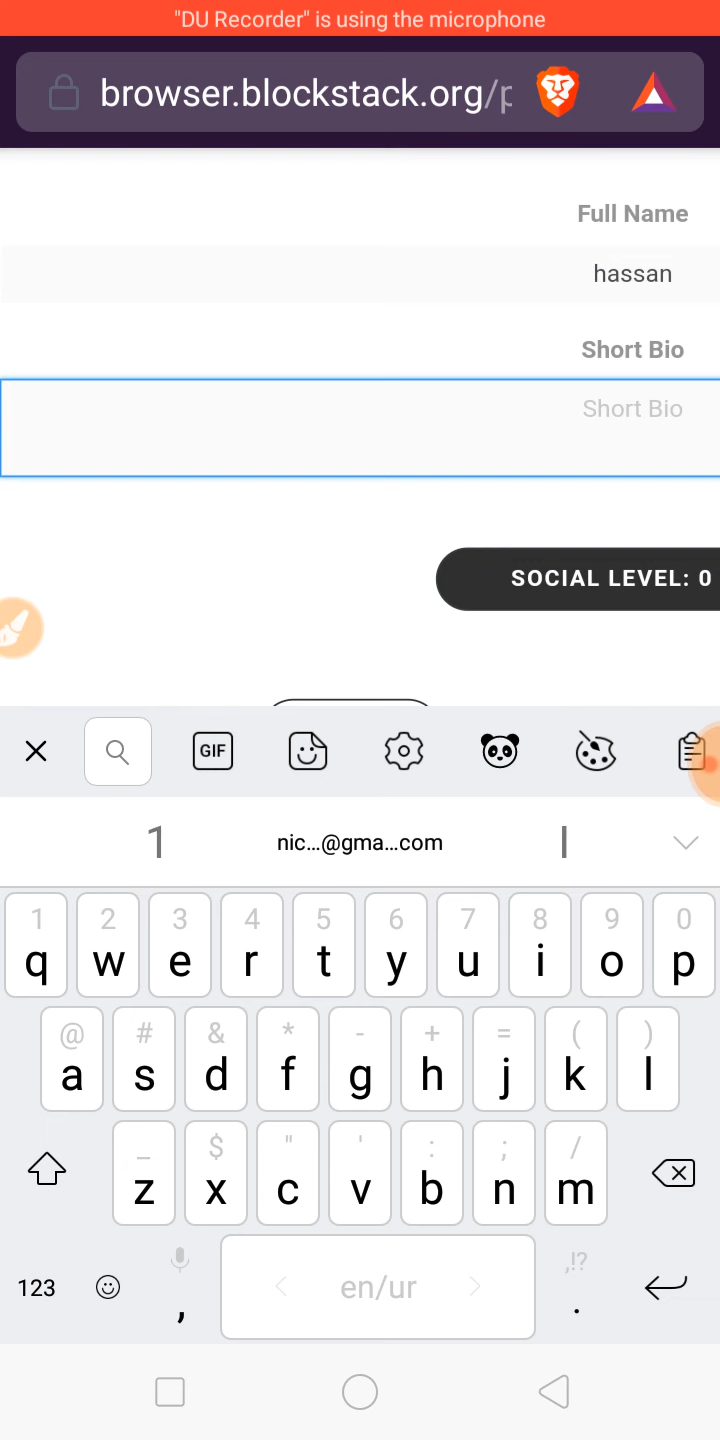 "DU Recorder" is using the microphone
browser.blockstack.org/p
Full Name
hassan
Short Bio
Short Bio
SOCIAL LEVEL: 0
GIF
1 nic...@gma...com |
1 2 3 4 5 6 7 8 9 0
q w e r t y u i o p
@ # & * - + = ( )
a s d f g h j k l
_ $ " ' : ; /
z x c v b n m
,!?
123 , en/ur .